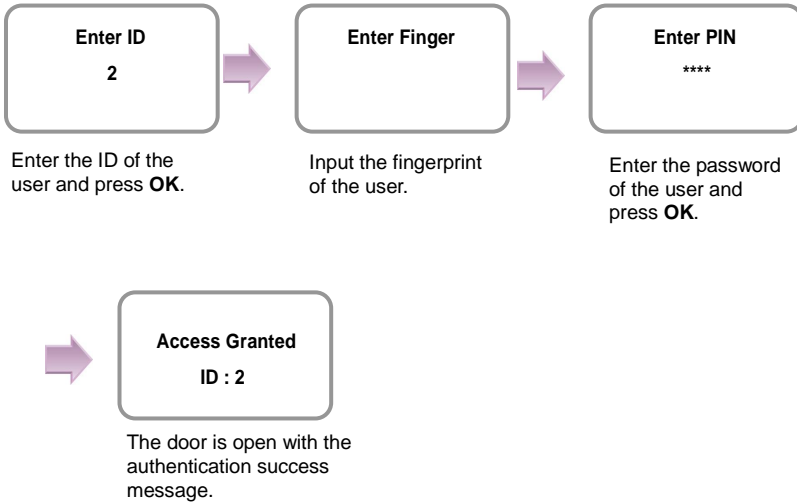 Enter ID
2
Enter the ID of the
user and press OK.
Enter Finger
Input the fingerprint
of the user.
Enter PIN
****
Enter the password
of the user and
press OK.
Access Granted
ID : 2
The door is open with the
authentication success
message.